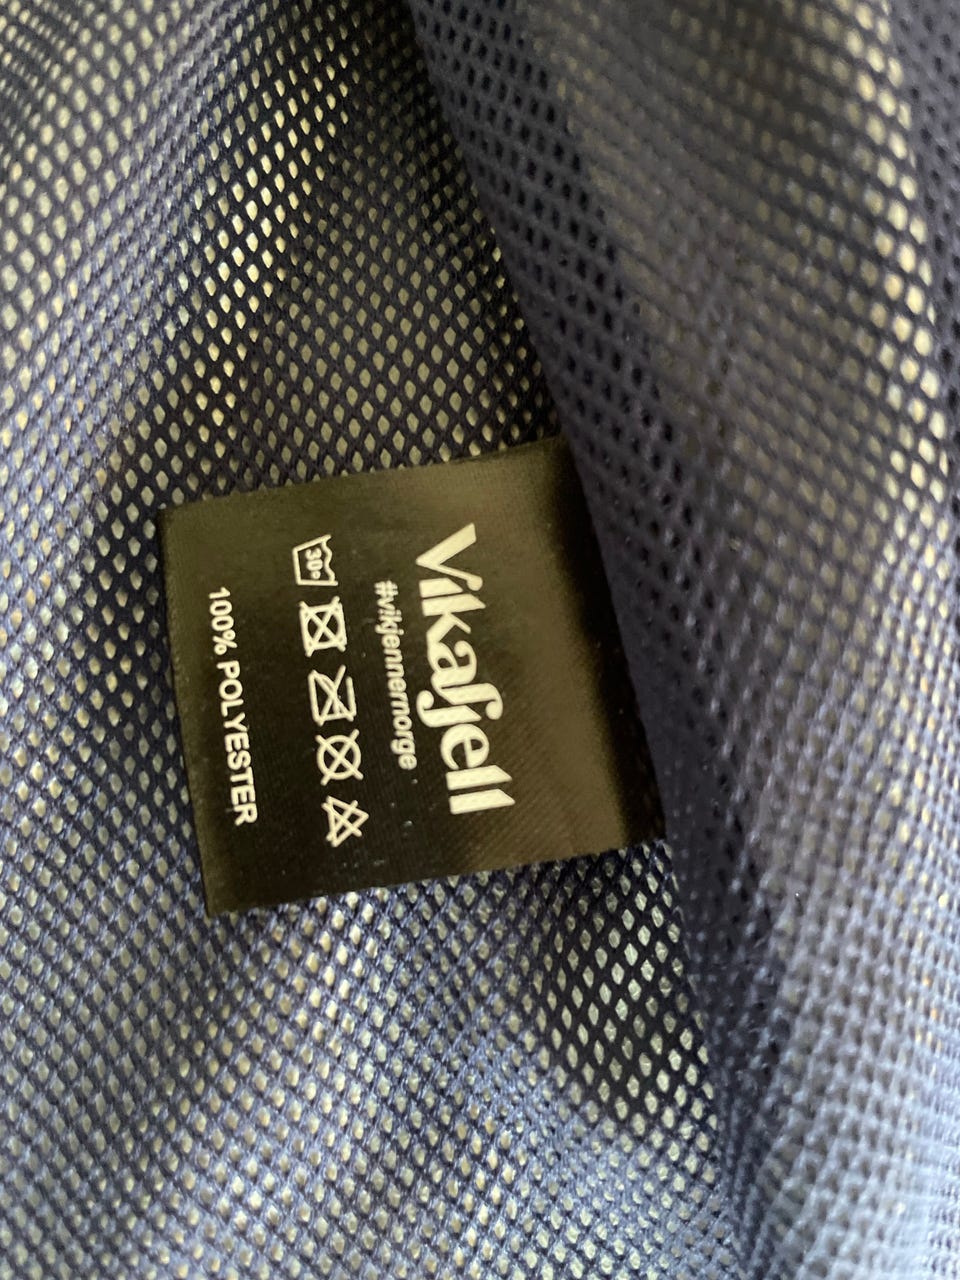 Vikafjell
#vikjennernorge
30°
100% POLYESTER